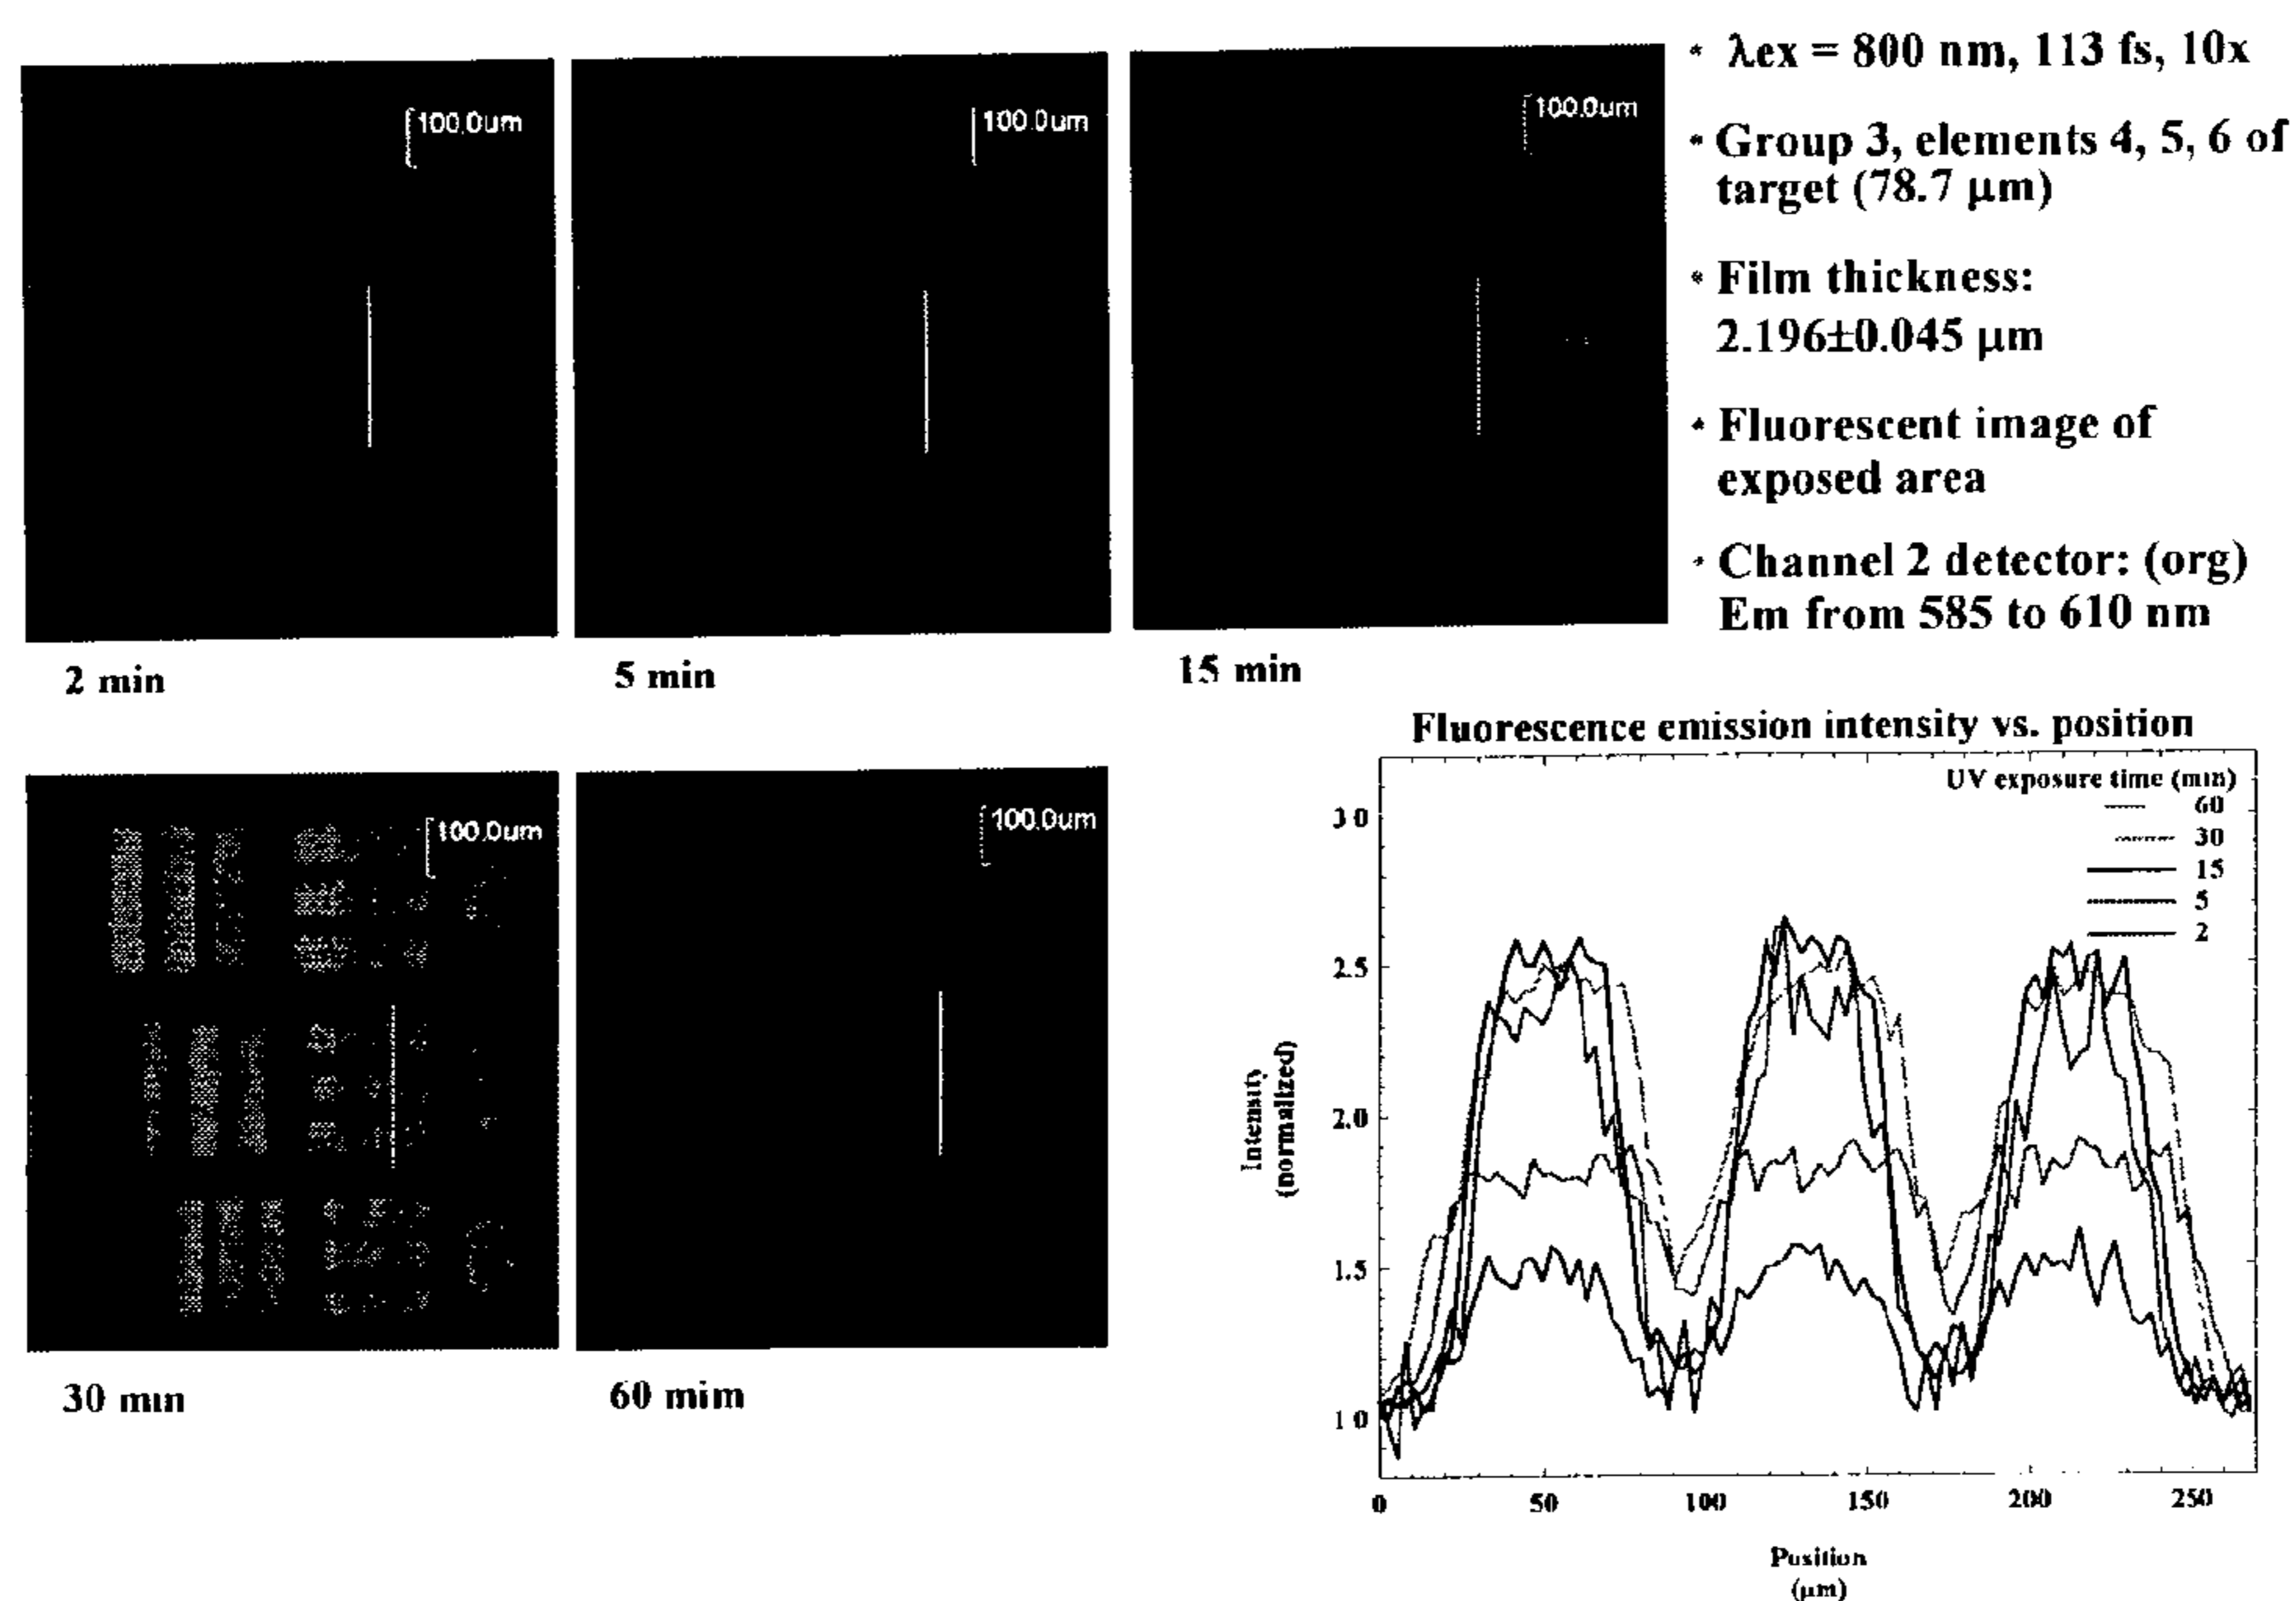 100.0um
100.0um
100.0um
* λex = 800 nm, 113 fs, 10x
* Group 3, elements 4, 5, 6 of
target (78.7 μm)
* Film thickness:
2.196±0.045 μm
* Fluorescent image of
exposed area
* Channel 2 detector: (org)
Em from 585 to 610 nm
2 min
5 min
15 min
100.0um
100.0um
30 min
60 mim
Fluorescence emission intensity vs. position
UV exposure time (min)
60
30
15
5
2
3 0
2.5
2.0
1.5
1 0
Intensity
(normalized)
0 50 100 150 200 250
Position
(μm)